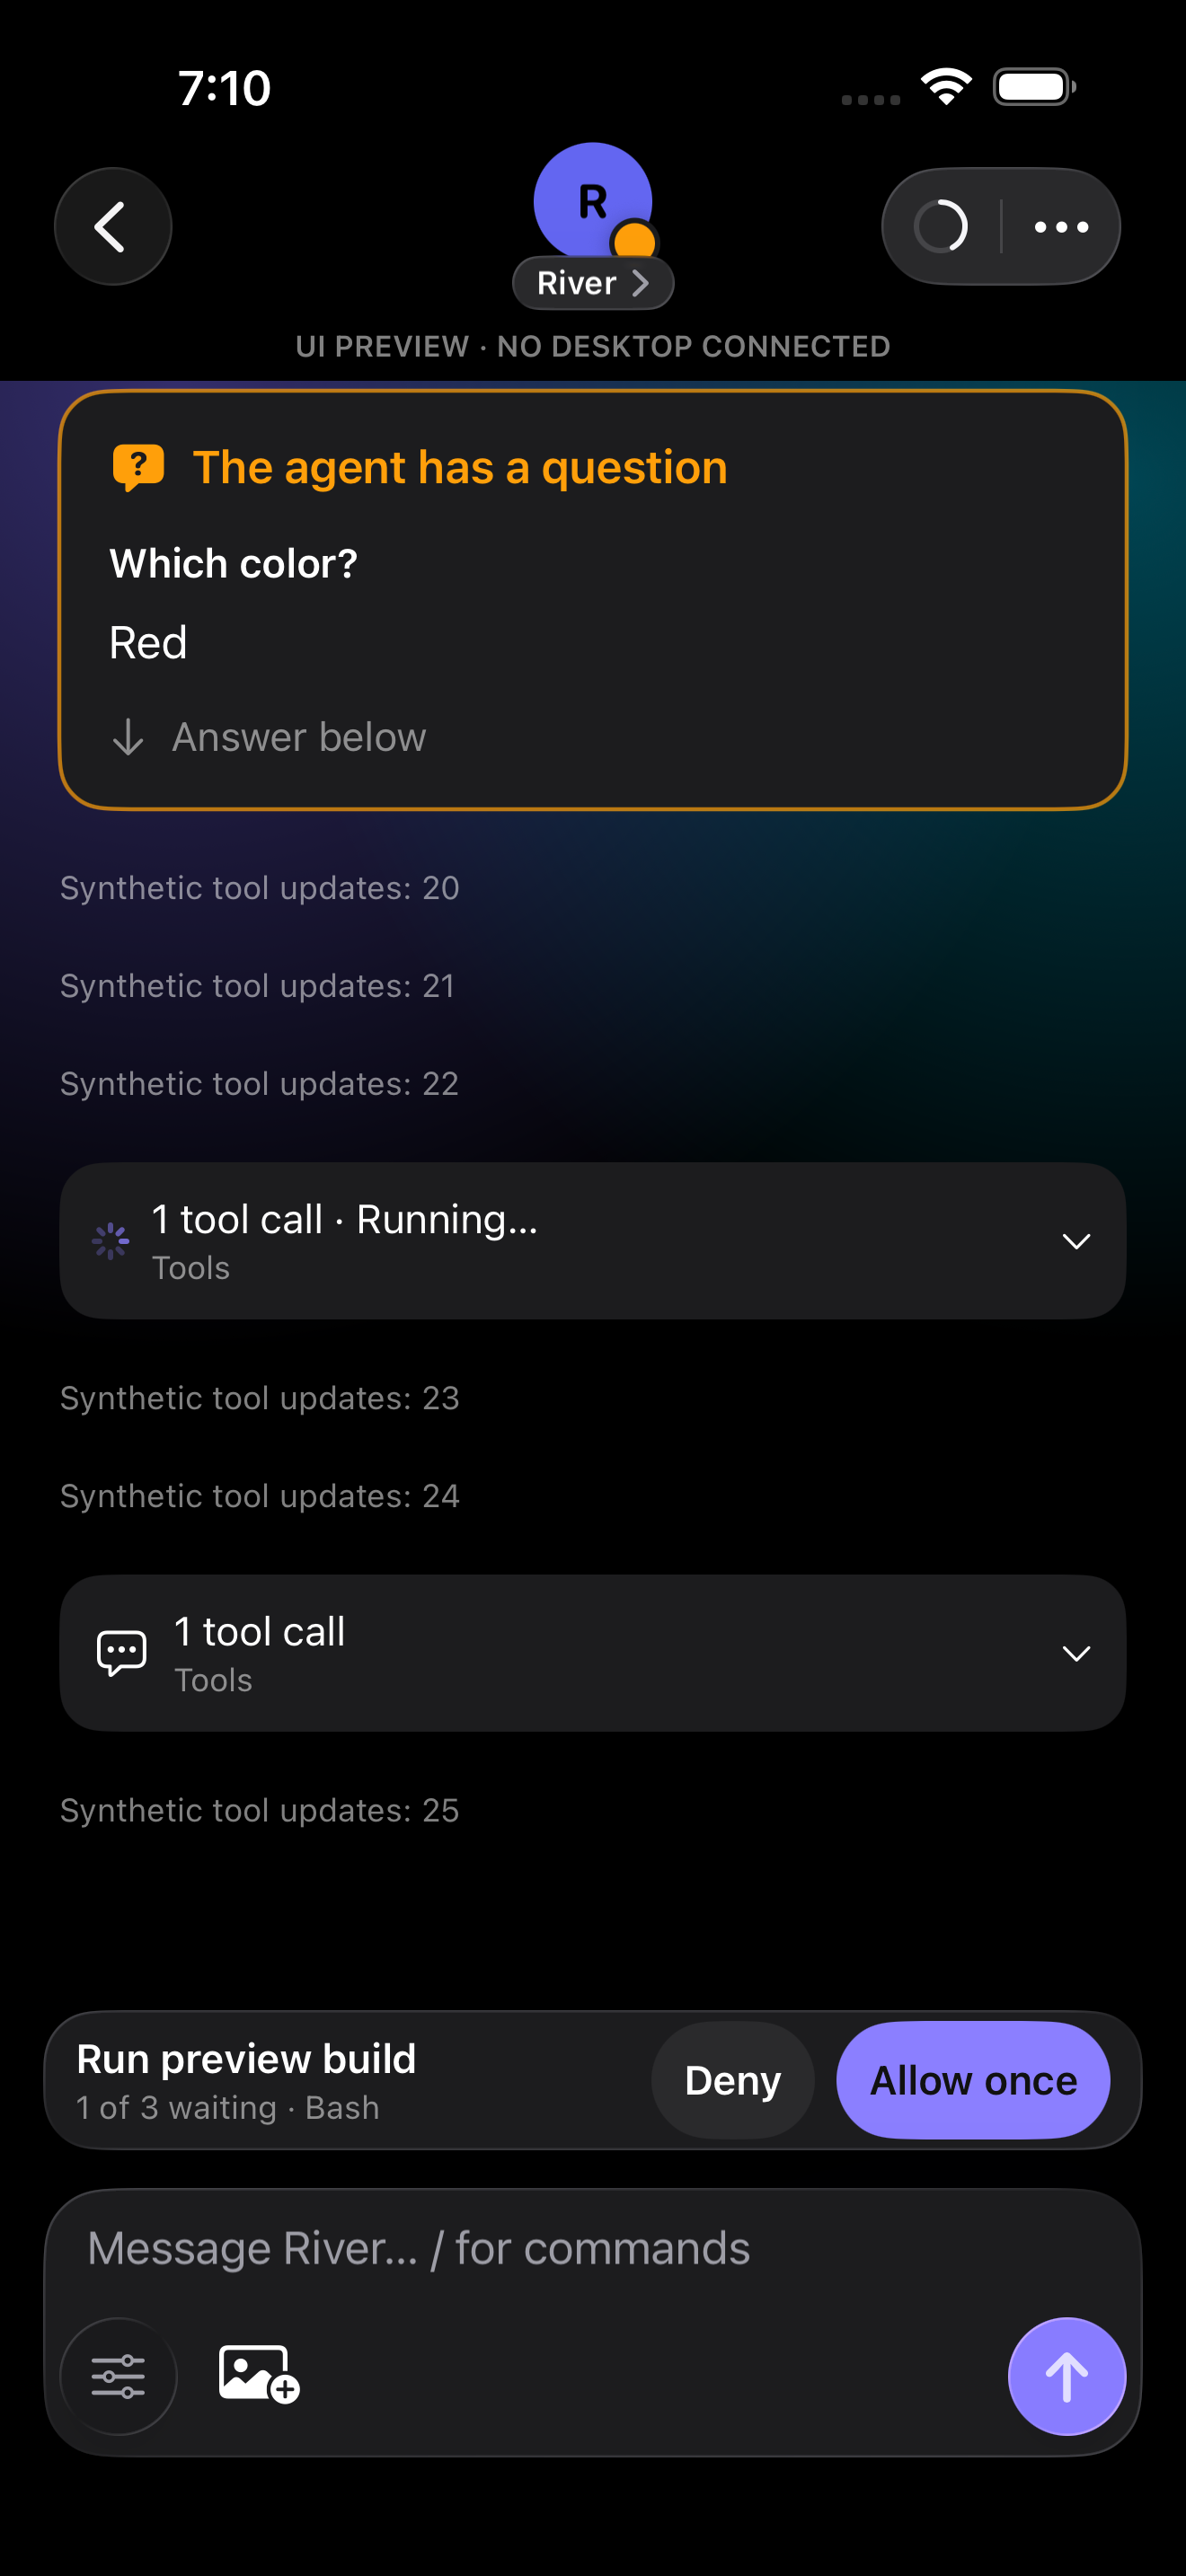 7:10
R
River
UI PREVIEW · NO DESKTOP CONNECTED
The agent has a question
Which color?
Red
Answer below
Synthetic tool updates: 20
Synthetic tool updates: 21
Synthetic tool updates: 22
1 tool call · Running...
Tools
Synthetic tool updates: 23
Synthetic tool updates: 24
1 tool call
Tools
Synthetic tool updates: 25
Run preview build
1 of 3 waiting · Bash
Deny
Allow once
Message River... / for commands